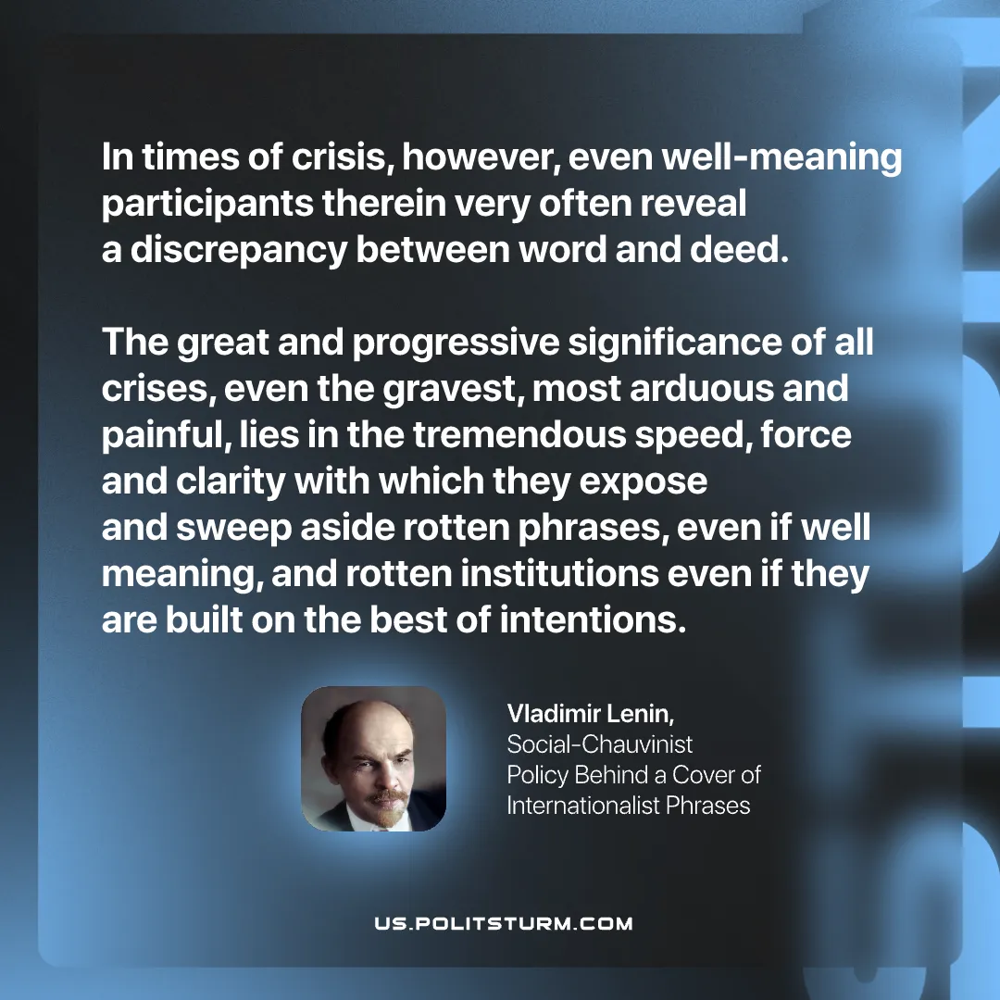 In times of crisis, however, even well-meaning
participants therein very often reveal
a discrepancy between word and deed.
The great and progressive significance of all
crises, even the gravest, most arduous and
painful, lies in the tremendous speed, force
and clarity with which they expose
and sweep aside rotten phrases, even if well
meaning, and rotten institutions even if they
are built on the best of intentions.
Vladimir Lenin,
Social-Chauvinist
Policy Behind a Cover of
Internationalist Phrases
US.POLITSTURM.COM